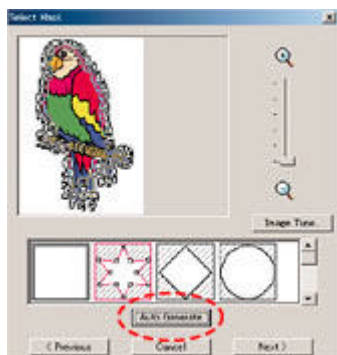 Select Mask
Image Tune..
Auto Generate
< Previous
Cancel
Next >